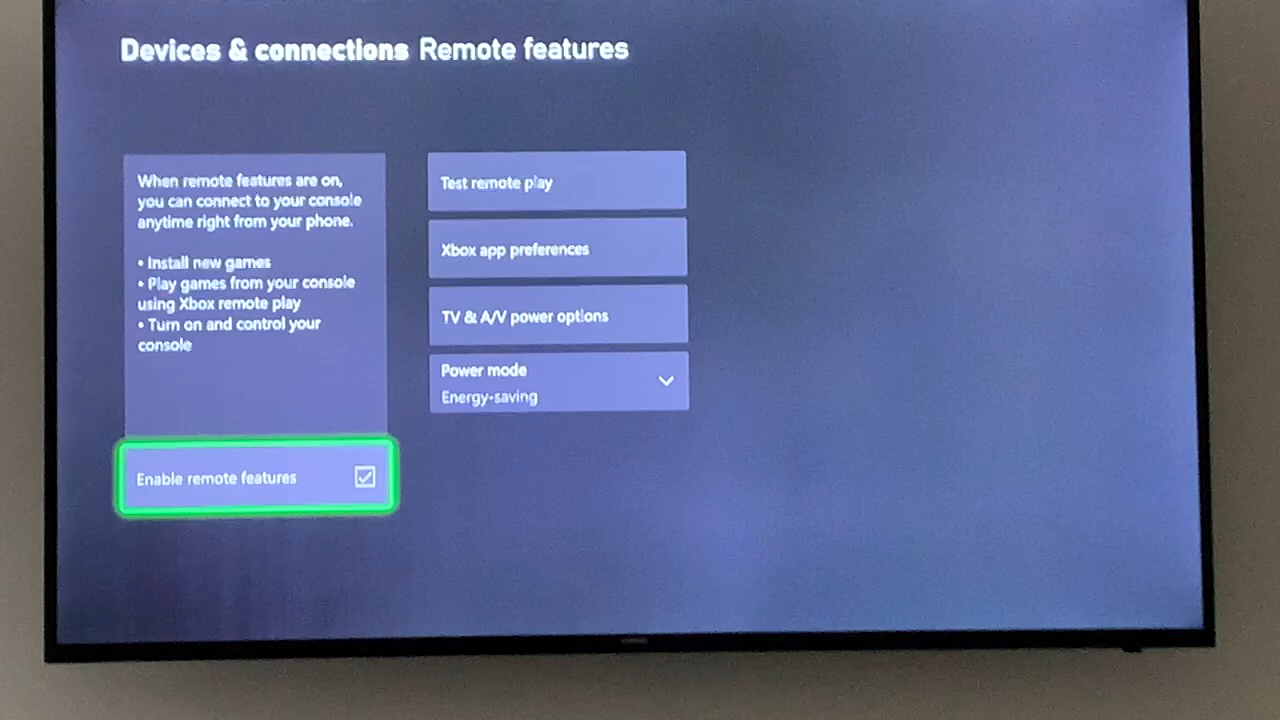 Devices & connections Remote features
When remote features are on,
you can connect to your console
anytime right from your phone.
• Install new games
• Play games from your console
using Xbox remote play
• Turn on and control your
console
Enable remote features
Test remote play
Xbox app preferences
TV & A/V power options
Power mode
Energy-saving